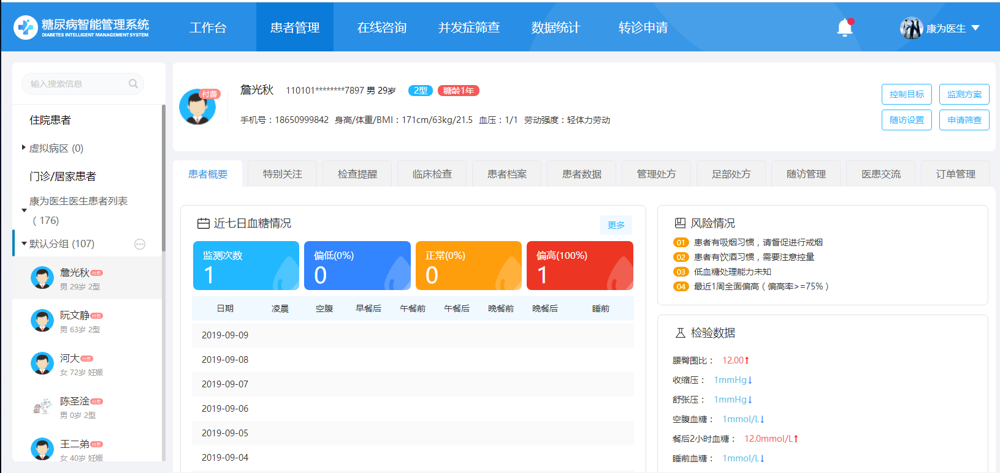 糖尿病智能管理系统
DIABETES INTELLIGENT MANAGEMENT SYSTEM
工作台 患者管理 在线咨询 并发症筛查 数据统计 转诊申请
康为医生
输入搜索信息
住院患者
虚拟病区 (0)
门诊/居家患者
康为医生医生患者列表
( 176)
默认分组 (107)
詹光秋 付费
男 29岁 2型
阮文静 付费
男 63岁 2型
河大 付费
女 72岁 妊娠
陈圣淦 付费
男 0岁 2型
王二弟 付费
女 40岁 妊娠
付费
詹光秋 110101********7897 男 29岁 2型 糖龄1年
手机号：18650999842 身高/体重/BMI：171cm/63kg/21.5 血压：1/1 劳动强度：轻体力劳动
控制目标 监测方案
随访设置 申请筛查
患者概要 特别关注 检查提醒 临床检查 患者档案 患者数据 管理处方 足部处方 随访管理 医患交流 订单管理
近七日血糖情况 更多
监测次数 偏低(0%) 正常(0%) 偏高(100%)
1 0 0 1
日期 凌晨 空腹 早餐后 午餐前 午餐后 晚餐前 晚餐后 睡前
2019-09-09
2019-09-08
2019-09-07
2019-09-06
2019-09-05
2019-09-04
风险情况
01 患者有吸烟习惯，请督促进行戒烟
02 患者有饮酒习惯，需要注意控量
03 低血糖处理能力未知
04 最近1周全面偏高 ( 偏高率>=75% )
检验数据
腰臀围比： 12.00↑
收缩压： 1mmHg↓
舒张压： 1mmHg↓
空腹血糖： 1mmol/L↓
餐后2小时血糖： 12.0mmol/L↑
睡前血糖： 1mmol/L↓